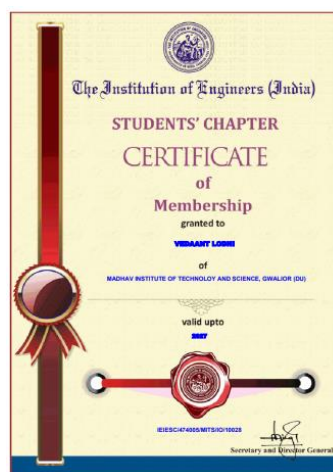 The Institution of Engineers (India)
STUDENTS' CHAPTER
CERTIFICATE
of
Membership
granted to
VEDAANT
of
MADHAV INSTITUTE OF TECHNOLOY AND SCIENCE, GWALIOR (DU)
valid upto
2027
IEIESC/474005/MITS/IO/10028
Secretary and Director General